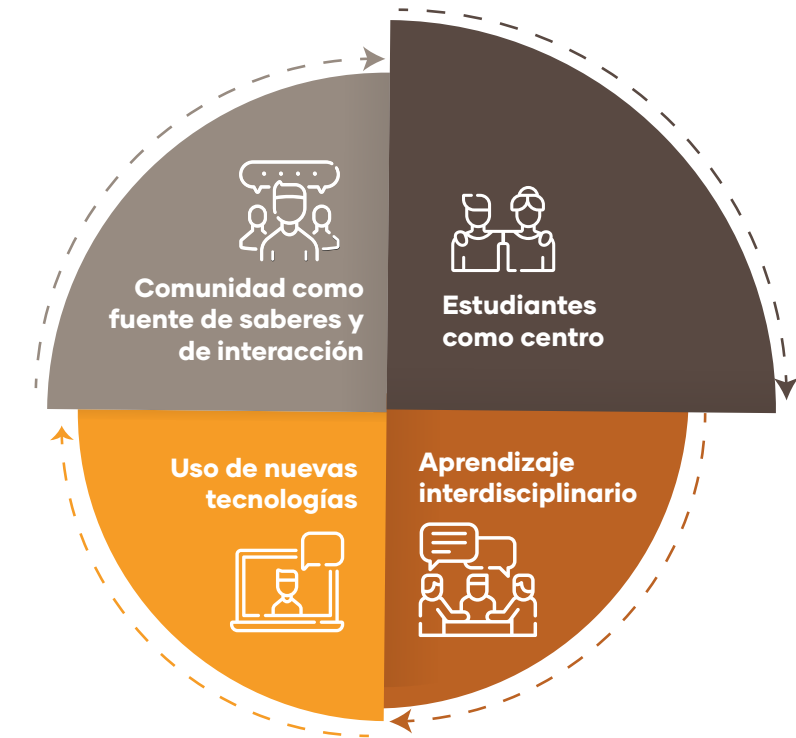 Comunidad como
fuente de saberes y
de interacción
Estudiantes
como centro
Uso de nuevas
tecnologías
Aprendizaje
interdisciplinario